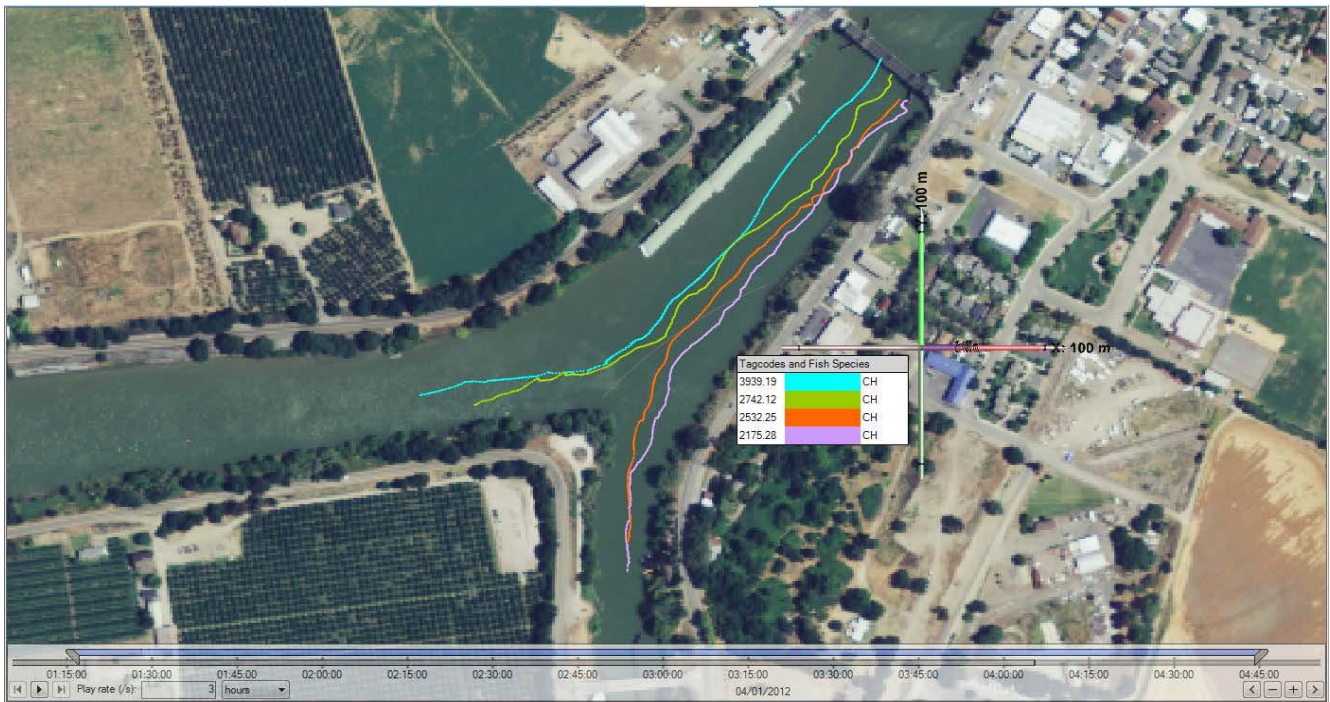 Y: 100 m
X: 100 m
Tagcodes and Fish Species
3939.19 CH
2742.12 CH
2532.25 CH
2175.28 CH
01:15:00 01:30:00 01:45:00 02:00:00 02:15:00 02:30:00 02:45:00 03:00:00 03:15:00 03:30:00 03:45:00 04:00:00 04:15:00 04:30:00 04:45:00
Play rate (/s): 3 hours 04/01/2012